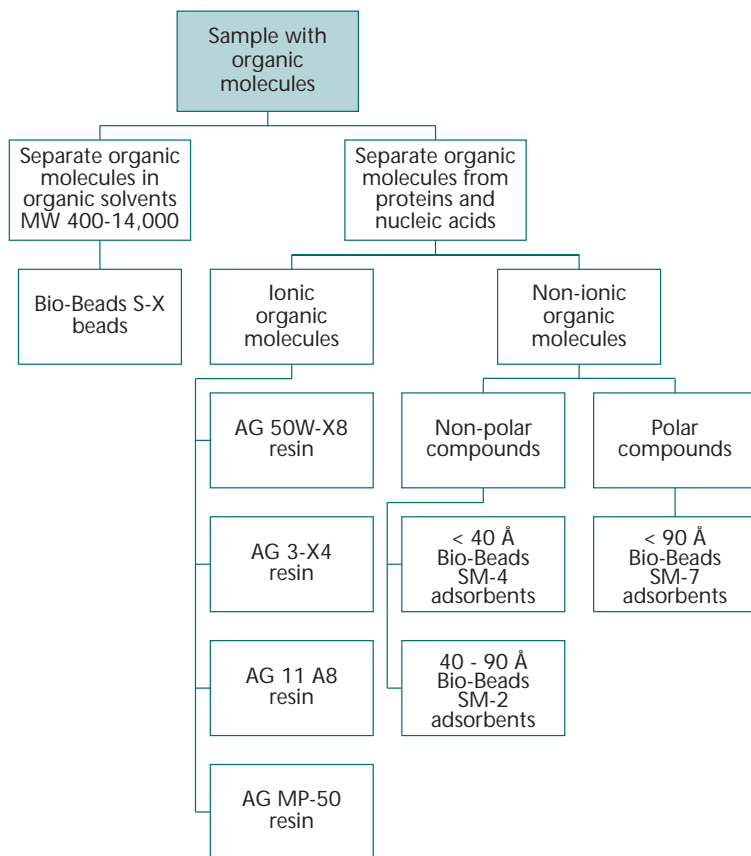 Sample with
organic
molecules
Separate organic
molecules in
organic solvents
MW 400-14,000
Separate organic
molecules from
proteins and
nucleic acids
Bio-Beads S-X
beads
Ionic
organic
molecules
Non-ionic
organic
molecules
AG 50W-X8
resin
Non-polar
compounds
Polar
compounds
AG 3-X4
resin
< 40 Å
Bio-Beads
SM-4
adsorbents
< 90 Å
Bio-Beads
SM-7
adsorbents
AG 11 A8
resin
40 - 90 Å
Bio-Beads
SM-2
adsorbents
AG MP-50
resin